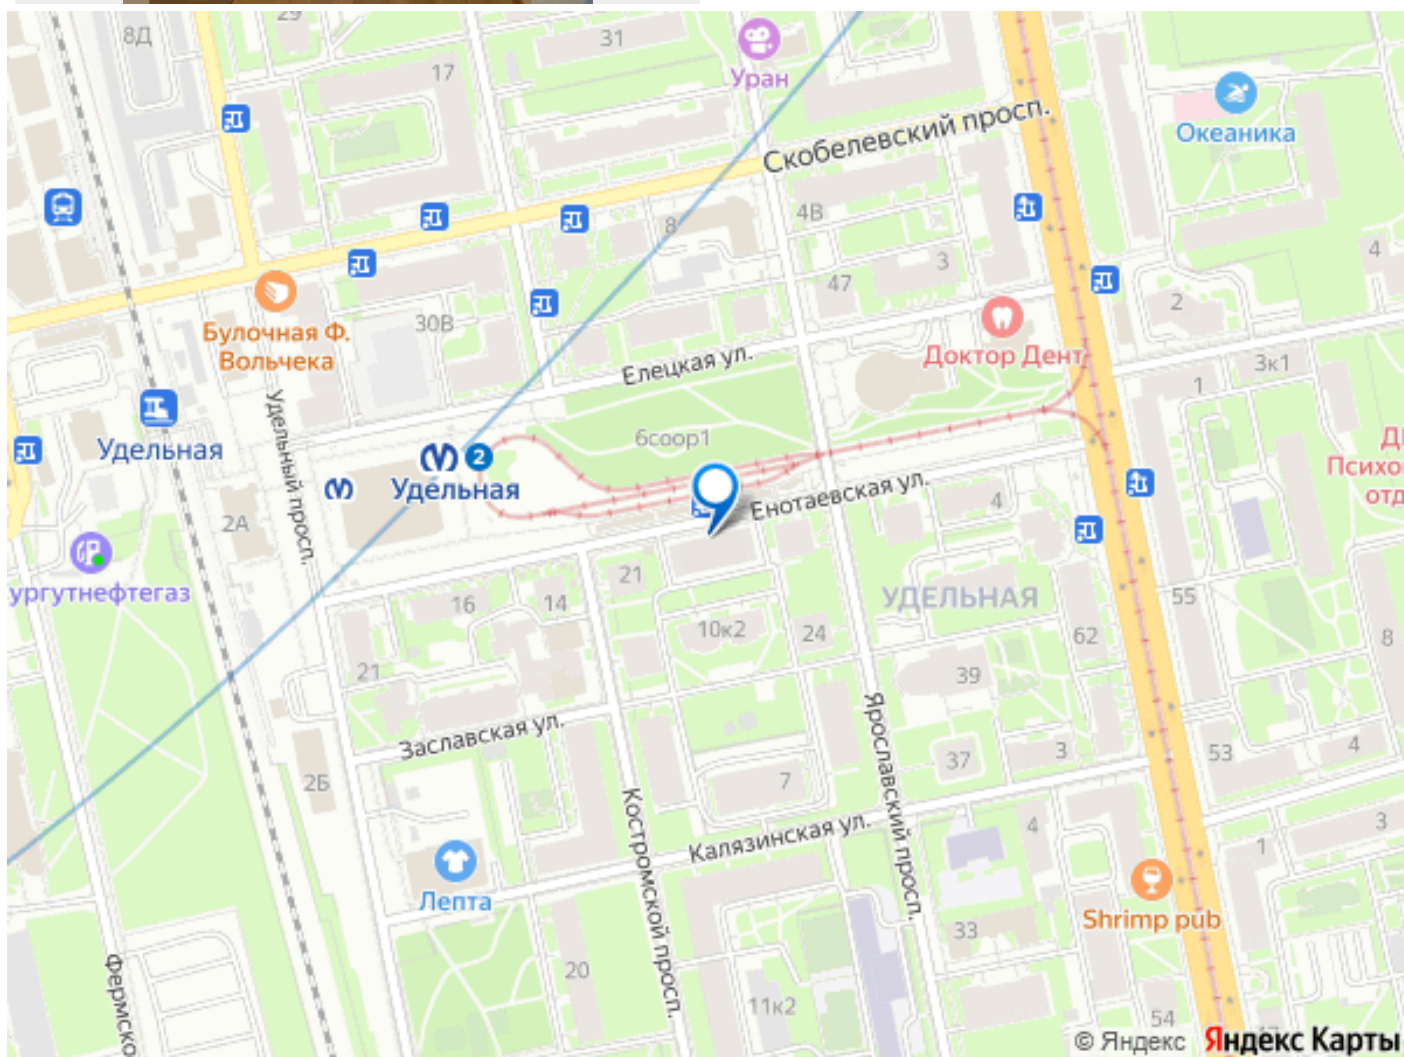 29
8Д
31
17
Уран
Скобелевский просп.
Океаника
4В
8
4
3
47
2
Булочная Ф.
Вольчека
30В
Доктор Дент
Елецкая ул.
3к1
1
Удельная
Удельный просп.
6соор1
2
Удельная
Енотаевская ул.
4
2А
ургутнефтегаз
21
16
14
УДЕЛЬНАЯ
55
10к2
24
62
8
21
39
Заславская ул.
Ярославский просп.
37
3
53
4
2Б
7
Костромской просп.
Калязинская ул.
4
3
1
Лепта
Shrimp pub
33
Фермско
20
11к2
54
© Яндекс Яндекс Карты